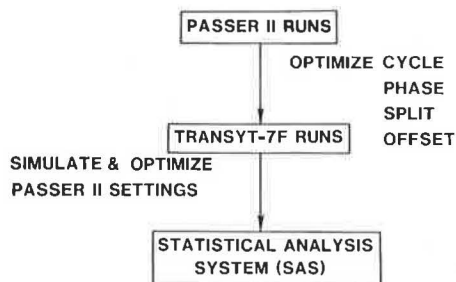 PASSER II RUNS
OPTIMIZE CYCLE
PHASE
SPLIT
OFFSET
TRANSYT-7F RUNS
SIMULATE & OPTIMIZE
PASSER II SETTINGS
STATISTICAL ANALYSIS
SYSTEM (SAS)